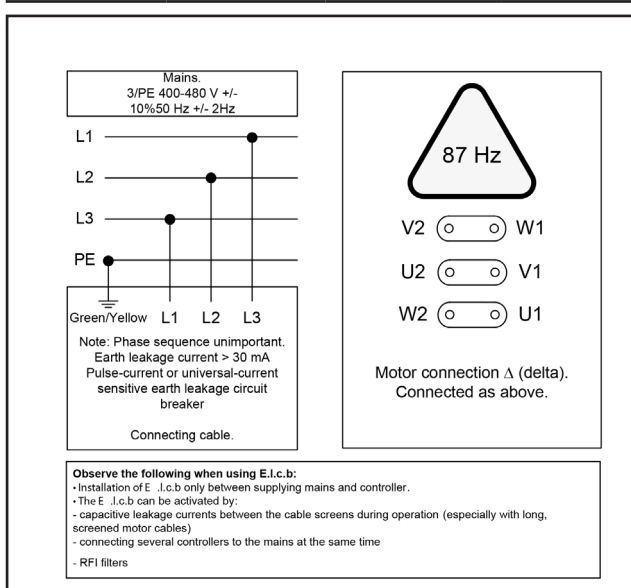 Mains.
3/PE 400-480 V +/-
10%50 Hz +/- 2Hz
L1
L2
L3
PE
Green/Yellow L1 L2 L3
Note: Phase sequence unimportant.
Earth leakage current > 30 mA
Pulse-current or universal-current
sensitive earth leakage circuit
breaker
Connecting cable.
87 Hz
V2 W1
U2 V1
W2 U1
Motor connection Δ (delta).
Connected as above.
Observe the following when using E.l.c.b:
• Installation of E .l.c.b only between supplying mains and controller.
• The E .l.c.b can be activated by:
- capacitive leakage currents between the cable screens during operation (especially with long,
screened motor cables)
- connecting several controllers to the mains at the same time
- RFI filters